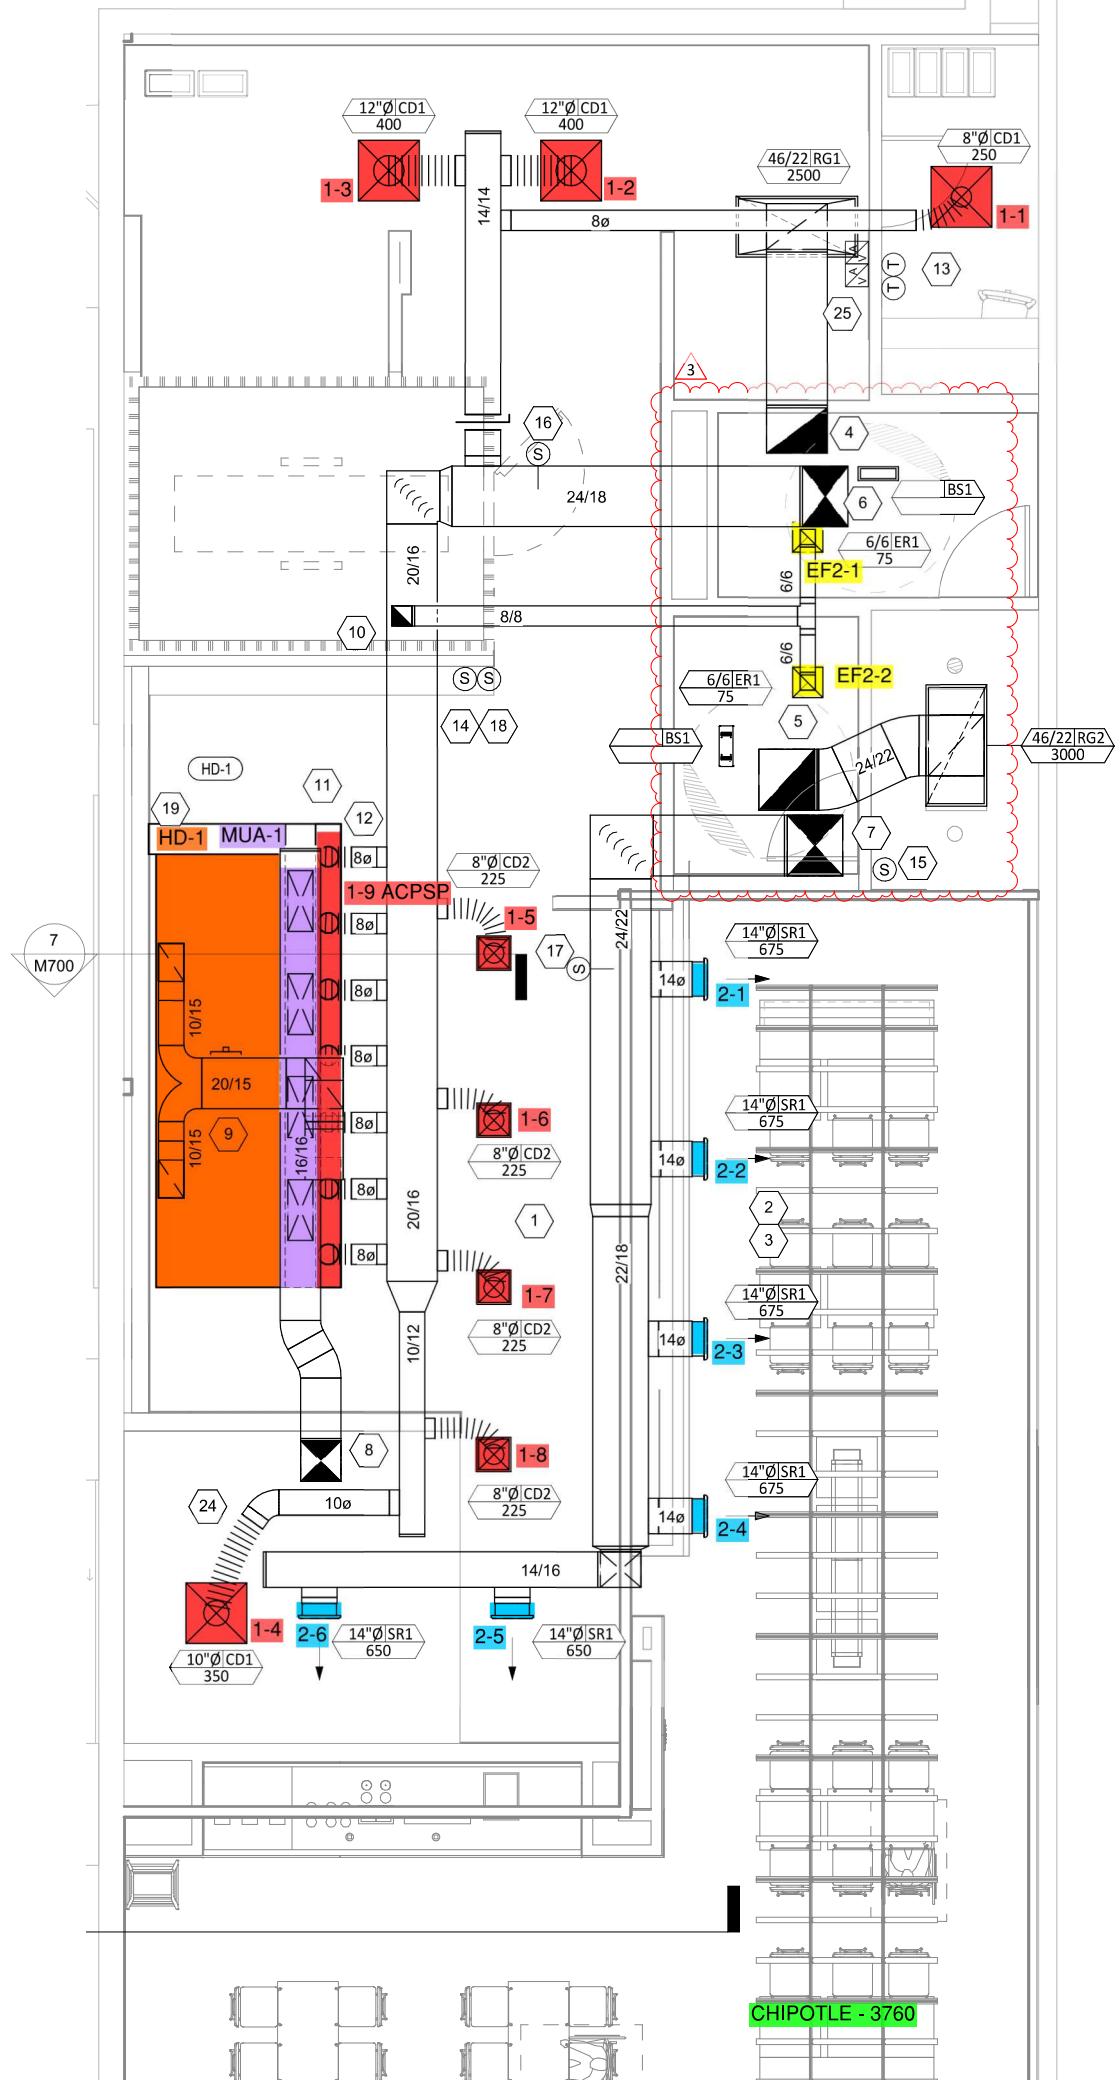 12"Ø CD1
400
12"Ø CD1
400
46/22 RG1
2500
8"Ø CD1
250
1-3
1-2
1-1
14/14
8ø
A
V
A
V
T
T
13
25
3
16
S
4
24/18
6
BS1
6/6 ER1
75
EF2-1
20/16
6/6
8/8
10
6/6
S
S
EF2-2
6/6 ER1
75
5
14
18
BS1
24/22
46/22 RG2
3000
HD-1
11
19
12
7
S
15
HD-1
MUA-1
8ø
8"Ø CD2
225
1-9 ACPSP
8ø
1-5
24/22
14"Ø SR1
675
7
M700
17
S
14ø
2-1
8ø
10/15
8ø
20/15
14"Ø SR1
675
9
8ø
1-6
10/15
16/16
8"Ø CD2
225
14ø
2-2
8ø
20/16
1
2
3
8ø
22/18
1-7
14"Ø SR1
675
10/12
8"Ø CD2
225
14ø
2-3
8
1-8
14"Ø SR1
675
24
10ø
8"Ø CD2
225
14ø
2-4
14/16
1-4
2-6
14"Ø SR1
650
2-5
14"Ø SR1
650
10"Ø CD1
350
CHIPOTLE - 3760